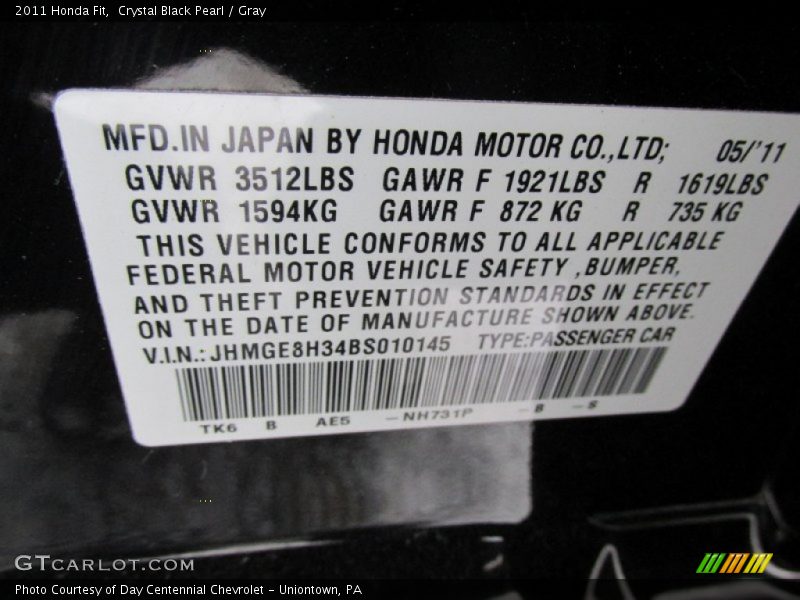 2011 Honda Fit,  Crystal Black Pearl / Gray
MFD.IN JAPAN BY HONDA MOTOR CO.,LTD; 05/'11
GVWR 3512LBS GAWR F 1921LBS R 1619LBS
GVWR 1594KG GAWR F 872 KG R 735 KG
THIS VEHICLE CONFORMS TO ALL APPLICABLE
FEDERAL MOTOR VEHICLE SAFETY ,BUMPER,
AND THEFT PREVENTION STANDARDS IN EFFECT
ON THE DATE OF MANUFACTURE SHOWN ABOVE.
V.I.N.: JHMGE8H34BS010145 TYPE:PASSENGER CAR
TK6 B AE5 -NH731P -B -S
GTCARLOT.COM
Photo Courtesy of Day Centennial Chevrolet - Uniontown, PA